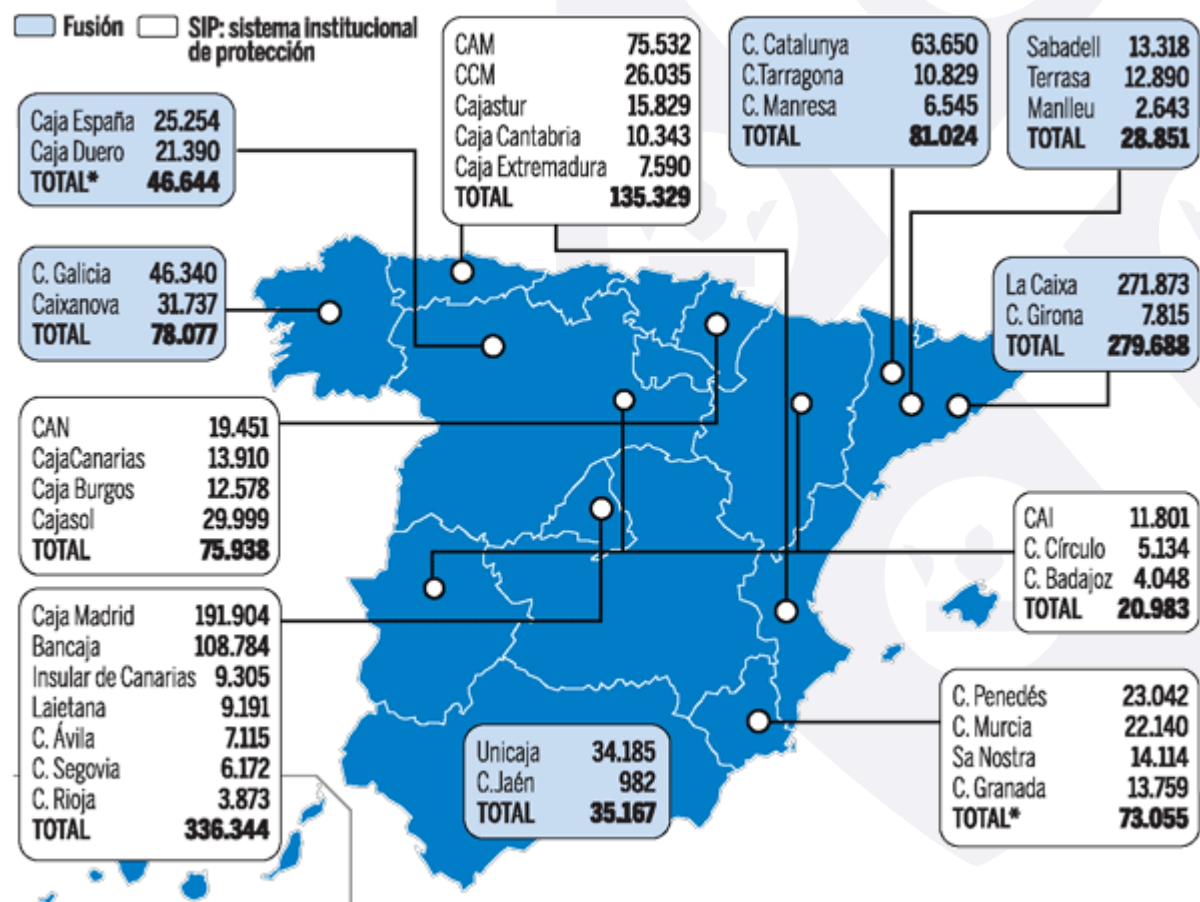 Fusión
SIP: sistema institucional
de protección
Caja España 25.254
Caja Duero 21.390
TOTAL* 46.644
CAM 75.532
CCM 26.035
Cajastur 15.829
Caja Cantabria 10.343
Caja Extremadura 7.590
TOTAL 135.329
C. Catalunya 63.650
C.Tarragona 10.829
C. Manresa 6.545
TOTAL 81.024
Sabadell 13.318
Terrasa 12.890
Manlleu 2.643
TOTAL 28.851
C. Galicia 46.340
Caixanova 31.737
TOTAL 78.077
La Caixa 271.873
C. Girona 7.815
TOTAL 279.688
CAN 19.451
CajaCanarias 13.910
Caja Burgos 12.578
Cajasol 29.999
TOTAL 75.938
CAI 11.801
C. Círculo 5.134
C. Badajoz 4.048
TOTAL 20.983
Caja Madrid 191.904
Bancaja 108.784
Insular de Canarias 9.305
Laietana 9.191
C. Ávila 7.115
C. Segovia 6.172
C. Rioja 3.873
TOTAL 336.344
Unicaja 34.185
C.Jaén 982
TOTAL 35.167
C. Penedés 23.042
C. Murcia 22.140
Sa Nostra 14.114
C. Granada 13.759
TOTAL* 73.055